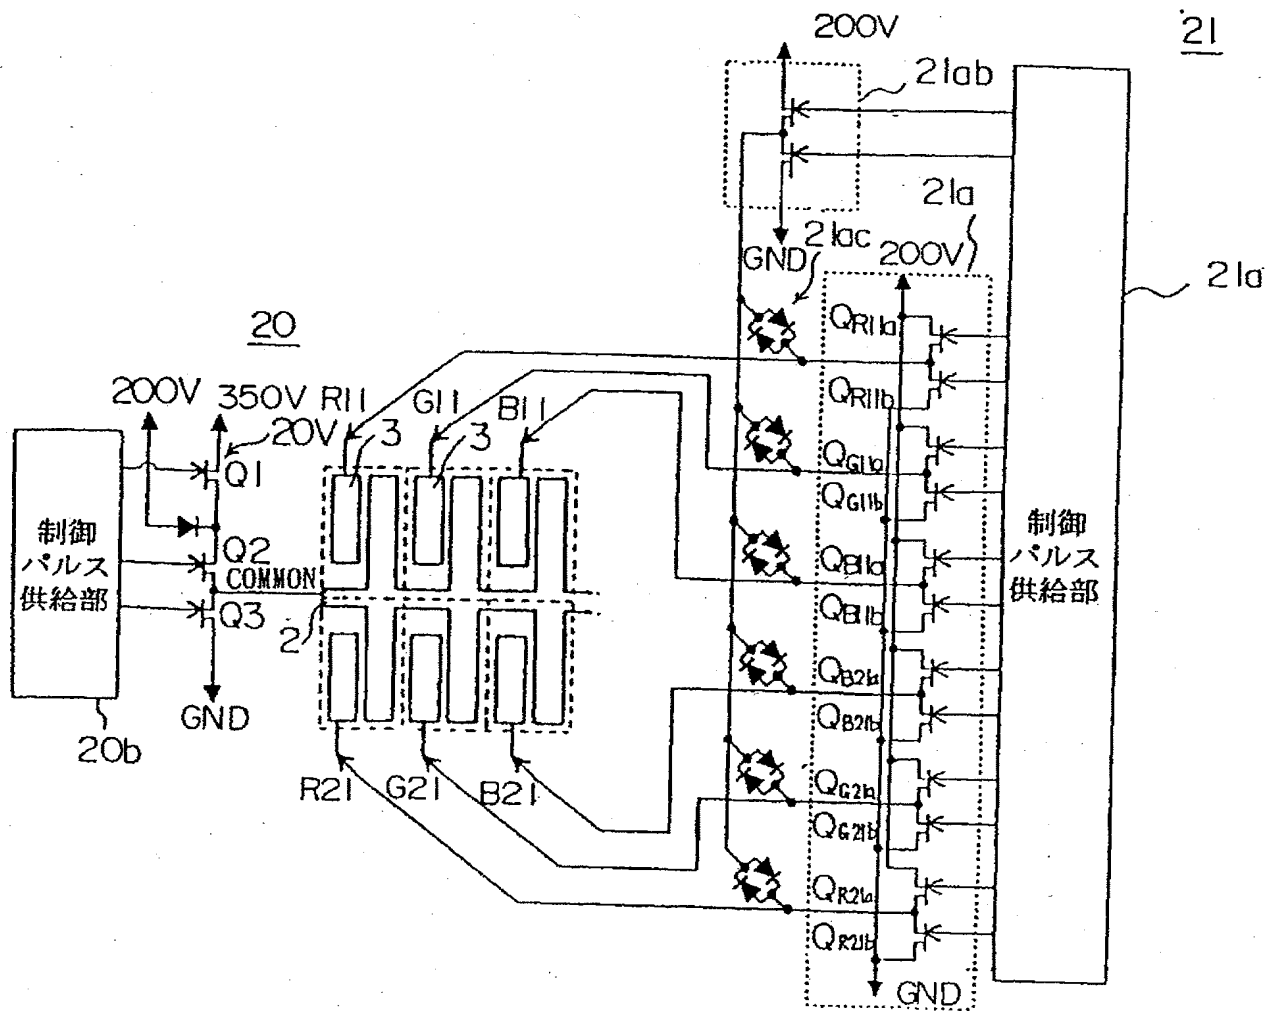 21
200V
21ab
21a
GND
21ac
200V
21a
20
200V
350V
20V
R11
G11
B11
3
3
Q1
Q2
Q3
COMMON
2
GND
制御
パルス
供給部
20b
R21
G21
B21
QR11a
QR11b
QG11a
QG11b
QB11a
QB11b
QB21a
QB21b
QG21a
QG21b
QR21a
QR21b
GND
制御
パルス
供給部